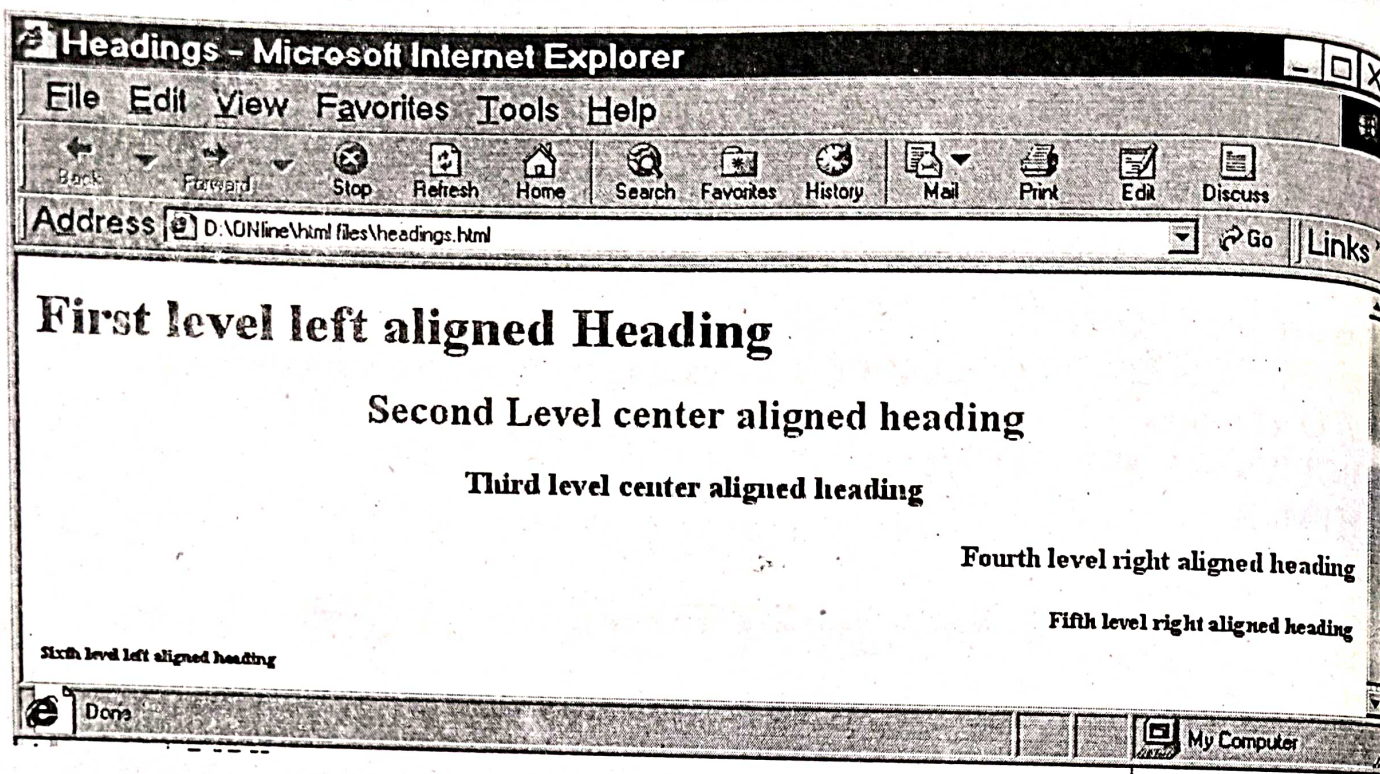 Headings - Microsoft Internet Explorer
File Edit View Favorites Tools Help
Back Forward Stop Refresh Home Search Favorites History Mail Print Edit Discuss
Address D:\ONline\html files\headings.html Go Links
First level left aligned Heading
Second Level center aligned heading
Third level center aligned heading
Fourth level right aligned heading
Fifth level right aligned heading
Sixth level left aligned heading
Done My Computer